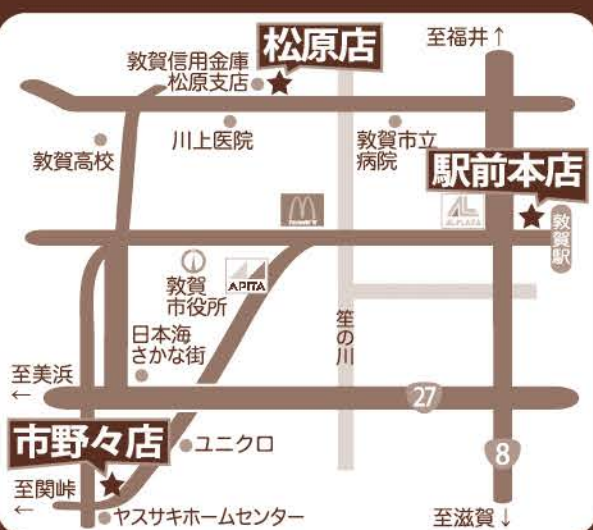 松原店
至福井↑
敦賀信用金庫
松原支店
敦賀高校
川上医院
敦賀市立
病院
駅前本店
敦賀駅
敦賀
市役所
APITA
日本海
さかな街
笙の川
至美浜
←
27
市野々店
ユニクロ
8
至関峠
←
ヤスサキホームセンター
至滋賀↓